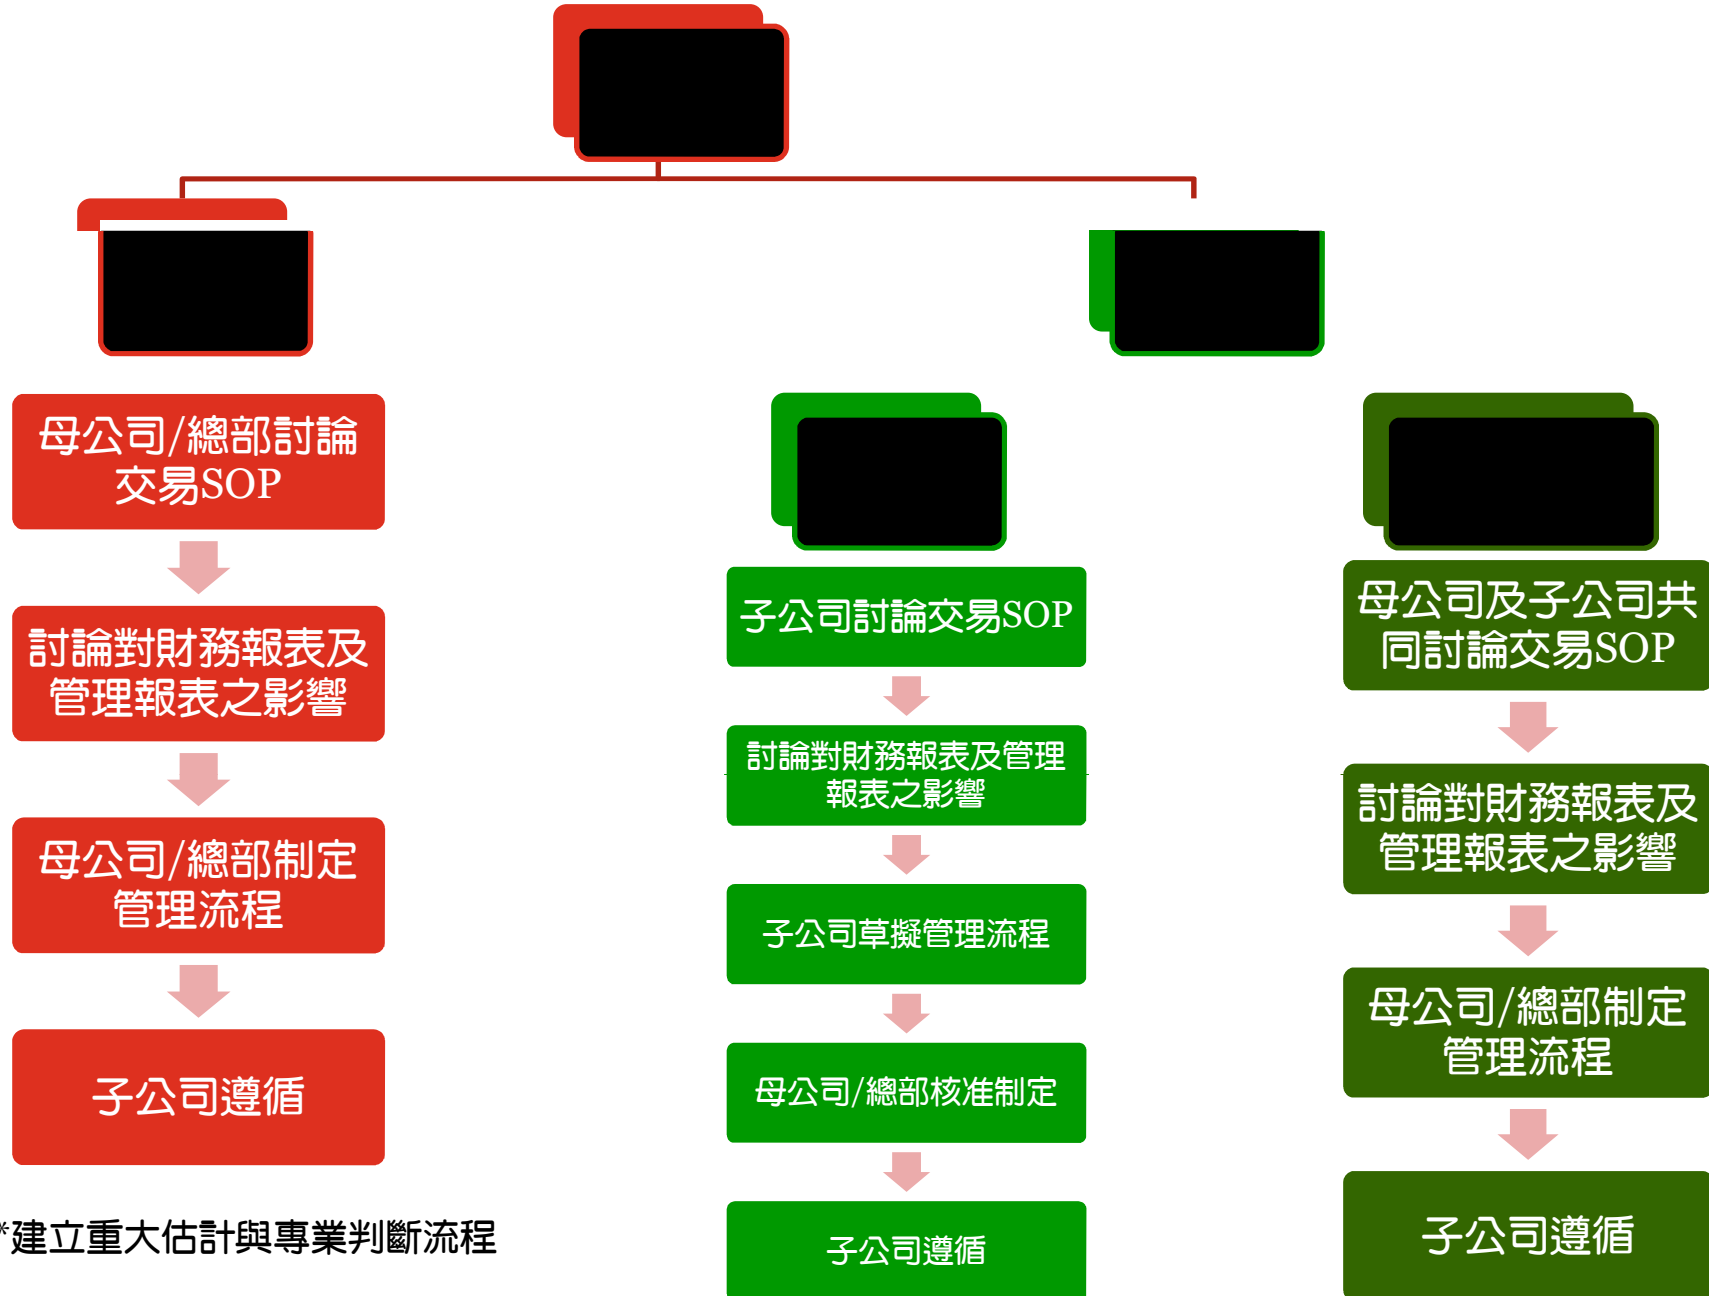 母公司/總部討論
交易SOP
討論對財務報表及
管理報表之影響
母公司/總部制定
管理流程
子公司遵循
*建立重大估計與專業判斷流程
子公司討論交易SOP
討論對財務報表及管理
報表之影響
子公司草擬管理流程
母公司/總部核准制定
子公司遵循
母公司及子公司共
同討論交易SOP
討論對財務報表及
管理報表之影響
母公司/總部制定
管理流程
子公司遵循